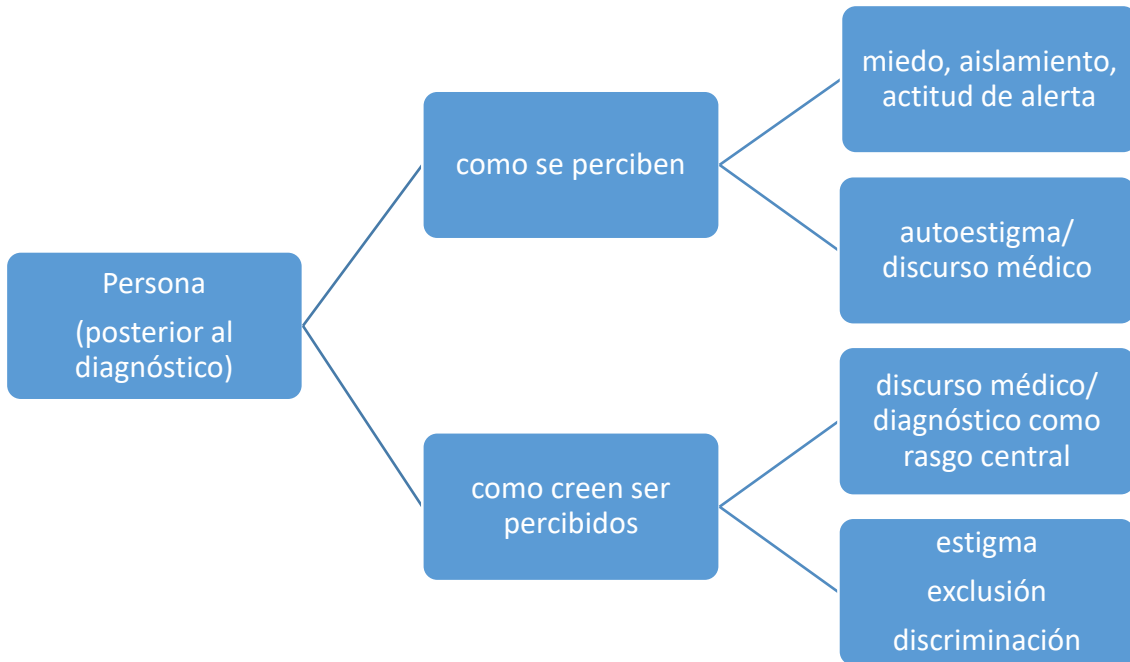 Persona
(posterior al
diagnóstico)
como se perciben
miedo, aislamiento,
actitud de alerta
autoestigma/
discurso médico
como creen ser
percibidos
discurso médico/
diagnóstico como
rasgo central
estigma
exclusión
discriminación